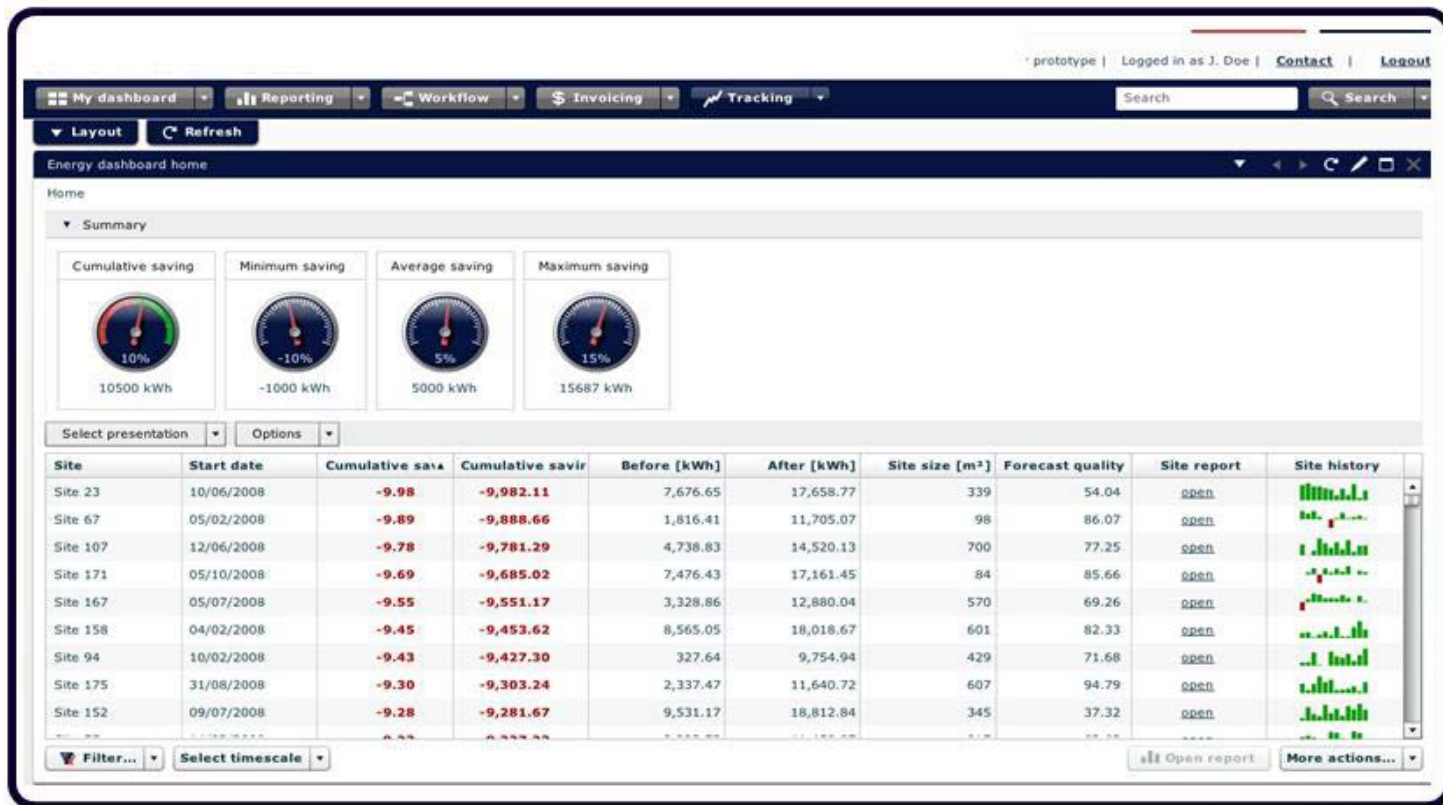 prototype | Logged in as J. Doe | Contact | Logout
My dashboard Reporting Workflow $ Invoicing Tracking Search Search
Layout Refresh
Energy dashboard home
Home
Summary
Cumulative saving Minimum saving Average saving Maximum saving
10% -10% 5% 15%
10500 kWh -1000 kWh 5000 kWh 15687 kWh
Select presentation Options
Site Start date Cumulative sav Cumulative savir Before [kWh] After [kWh] Site size [m²] Forecast quality Site report Site history
Site 23 10/06/2008 -9.98 -9,982.11 7,676.65 17,658.77 339 54.04 open
Site 67 05/02/2008 -9.89 -9,888.66 1,816.41 11,705.07 98 86.07 open
Site 107 12/06/2008 -9.78 -9,781.29 4,738.83 14,520.13 700 77.25 open
Site 171 05/10/2008 -9.69 -9,685.02 7,476.43 17,161.45 84 85.66 open
Site 167 05/07/2008 -9.55 -9,551.17 3,328.86 12,880.04 570 69.26 open
Site 158 04/02/2008 -9.45 -9,453.62 8,565.05 18,018.67 601 82.33 open
Site 94 10/02/2008 -9.43 -9,427.30 327.64 9,754.94 429 71.68 open
Site 175 31/08/2008 -9.30 -9,303.24 2,337.47 11,640.72 607 94.79 open
Site 152 09/07/2008 -9.28 -9,281.67 9,531.17 18,812.84 345 37.32 open
Filter... Select timescale Open report More actions...